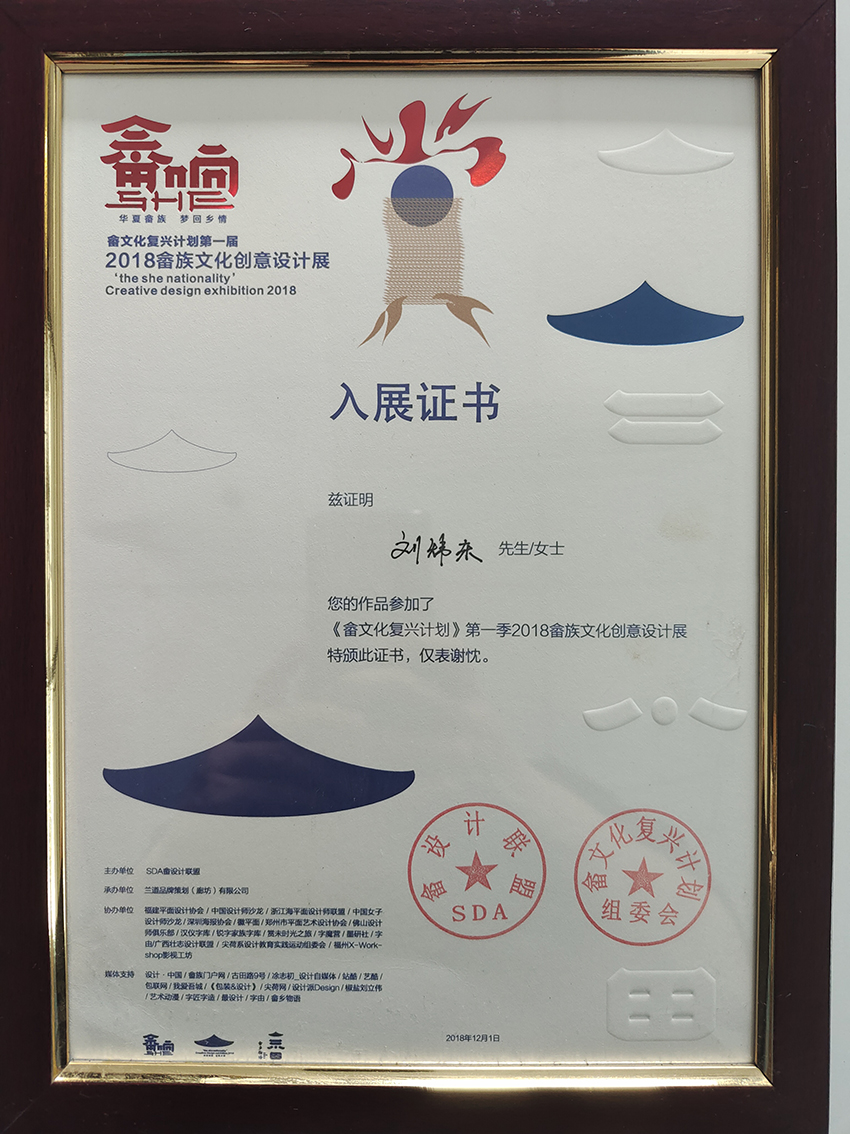 畲响
SHE
华夏畲族 梦回乡情
畲文化复兴计划第一届
2018畲族文化创意设计展
‘the she nationality’
Creative design exhibition 2018
入展证书
兹证明
刘炜东 先生/女士
您的作品参加了
《畲文化复兴计划》第一季2018畲族文化创意设计展
特颁此证书，仅表谢忱。
畲设计联盟
SDA
畲文化复兴计划
组委会
主办单位 SDA畲设计联盟
承办单位 兰道品牌策划（廊坊）有限公司
协办单位 福建平面设计协会 / 中国设计师沙龙 / 浙江海平面设计师联盟 / 中国女子
设计师沙龙 / 深圳海报协会 / 徽平面 / 郑州市平面艺术设计协会 / 佛山设计
师俱乐部 / 汉仪字库 / 锐字家族字库 / 赏未时光之旅 / 字魔营 / 墨研社 / 字
由/广西壮志设计联盟 / 尖荷系设计教育实践运动组委会 / 福州X-Work-
shop影视工坊
媒体支持 设计·中国 / 畲族门户网 / 古田路9号 / 凃志初_设计自媒体 / 站酷 / 艺酷 /
包联网 / 我爱吾城 / 《包装&设计》 / 尖荷网 / 设计派Design / 椒盐刘立伟
/ 艺术动漫 / 字近字造 / 最设计 / 字由 / 畲乡物语
畲响
SHE
2018年12月1日